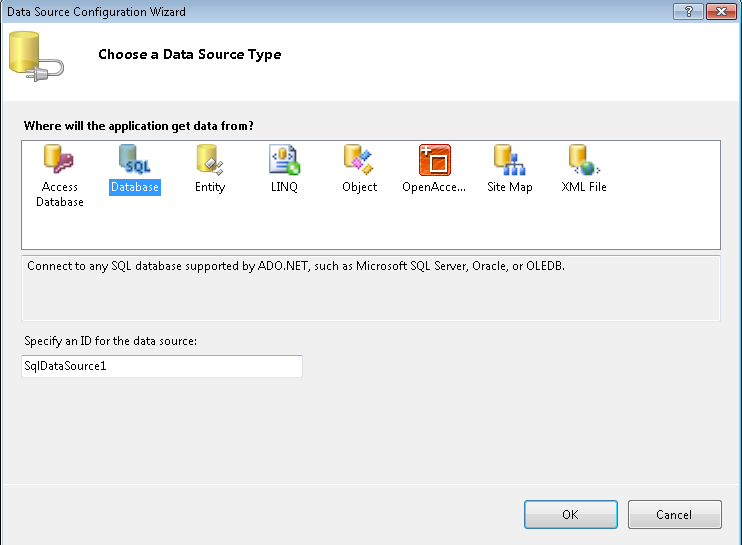 Data Source Configuration Wizard
?
Choose a Data Source Type
Where will the application get data from?
Access Database
SQL
Database
Entity
LINQ
Object
OpenAcce...
Site Map
XML File
Connect to any SQL database supported by ADO.NET, such as Microsoft SQL Server, Oracle, or OLEDB.
Specify an ID for the data source:
SqlDataSource1
OK
Cancel